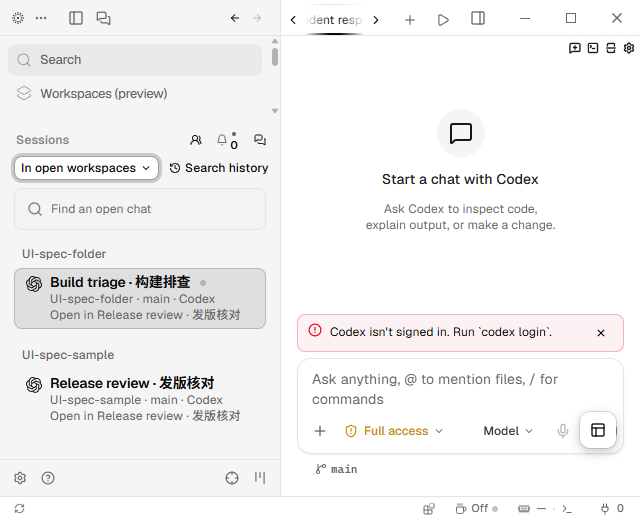 dent resp
Search
Workspaces (preview)
Sessions
0
In open workspaces
Search history
Find an open chat
UI-spec-folder
Build triage · 构建排查
UI-spec-folder · main · Codex
Open in Release review · 发版核对
UI-spec-sample
Release review · 发版核对
UI-spec-sample · main · Codex
Open in Release review · 发版核对
Start a chat with Codex
Ask Codex to inspect code,
explain output, or make a change.
Codex isn't signed in. Run `codex login`.
Ask anything, @ to mention files, / for
commands
Full access
Model
main
Off
0